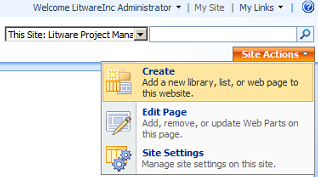 Welcome LitwareInc Administrator | My Site | My Links
This Site: Litware Project Mana
Site Actions
Create
Add a new library, list, or web page to
this website.
Edit Page
Add, remove, or update Web Parts on
this page.
Site Settings
Manage site settings on this site.